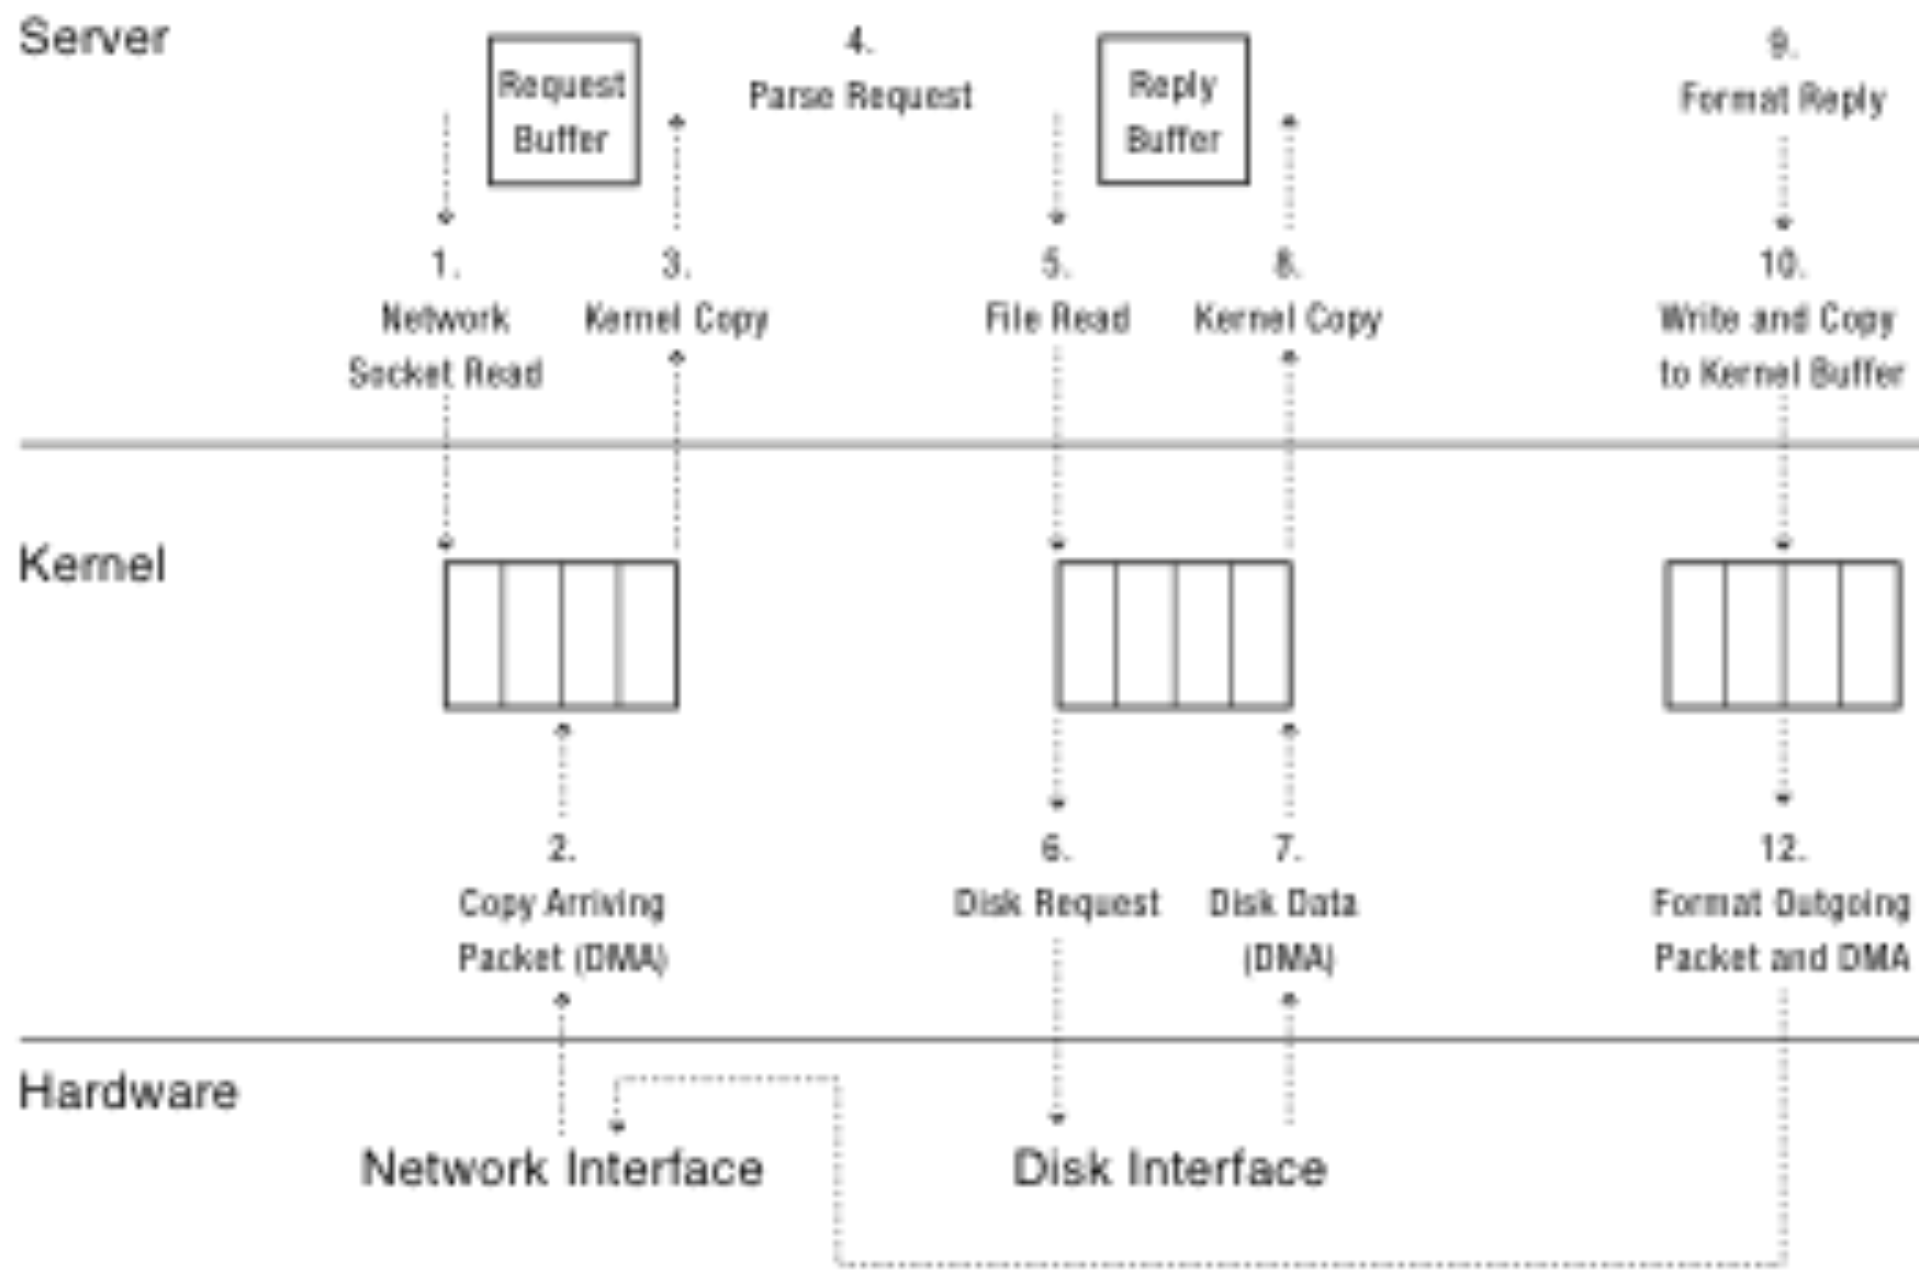 Server
Request
Buffer
4.
Parse Request
Reply
Buffer
9.
Format Reply
1.
Network
Socket Read
3.
Kernel Copy
5.
File Read
8.
Kernel Copy
10.
Write and Copy
to Kernel Buffer
Kernel
2.
Copy Arriving
Packet (DMA)
6.
Disk Request
7.
Disk Data
(DMA)
12.
Format Outgoing
Packet and DMA
Hardware
Network Interface
Disk Interface